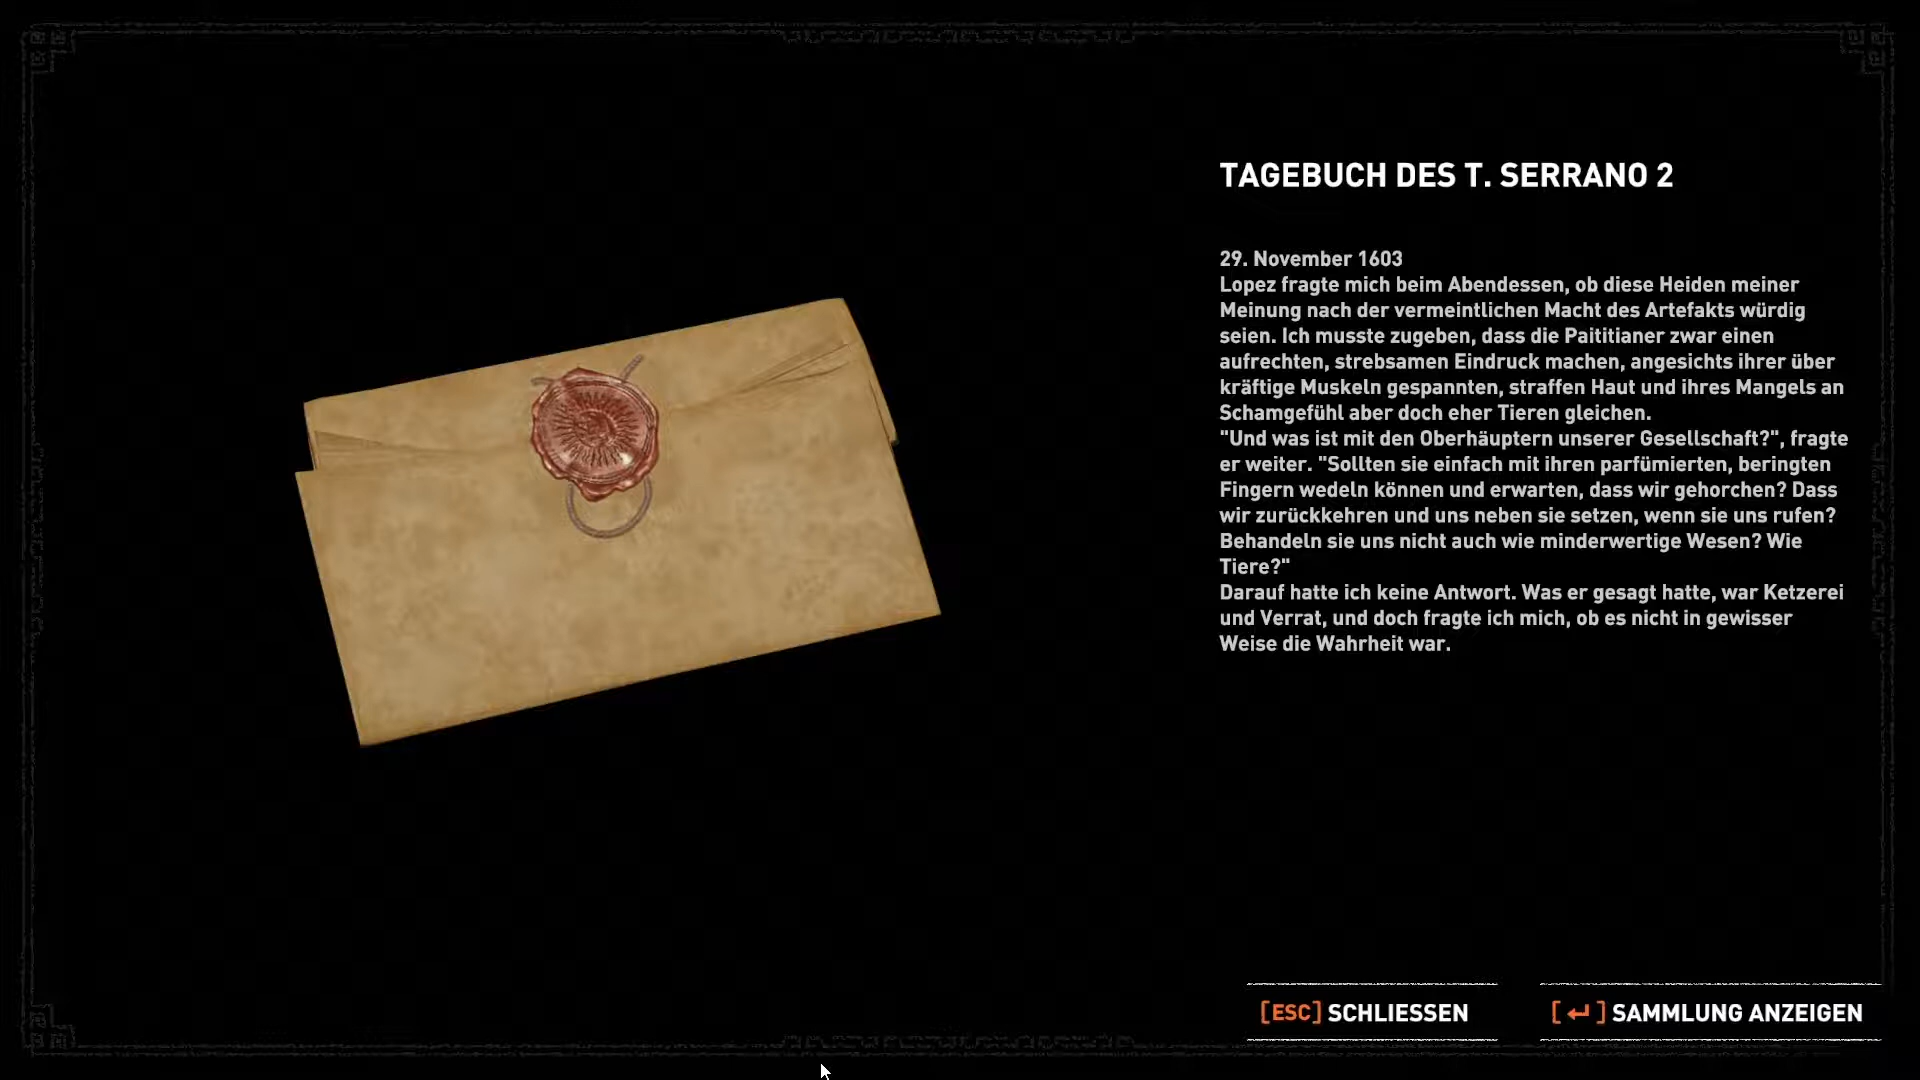 TAGEBUCH DES T. SERRANO 2
29. November 1603
Lopez fragte mich beim Abendessen, ob diese Heiden meiner
Meinung nach der vermeintlichen Macht des Artefakts würdig
seien. Ich musste zugeben, dass die Paititianer zwar einen
aufrechten, strebsamen Eindruck machen, angesichts ihrer über
kräftige Muskeln gespannten, straffen Haut und ihres Mangels an
Schamgefühl aber doch eher Tieren gleichen.
"Und was ist mit den Oberhäuptern unserer Gesellschaft?", fragte
er weiter. "Sollten sie einfach mit ihren parfümierten, beringten
Fingern wedeln können und erwarten, dass wir gehorchen? Dass
wir zurückkehren und uns neben sie setzen, wenn sie uns rufen?
Behandeln sie uns nicht auch wie minderwertige Wesen? Wie
Tiere?"
Darauf hatte ich keine Antwort. Was er gesagt hatte, war Ketzerei
und Verrat, und doch fragte ich mich, ob es nicht in gewisser
Weise die Wahrheit war.
[ESC] SCHLIESSEN
[↵] SAMMLUNG ANZEIGEN